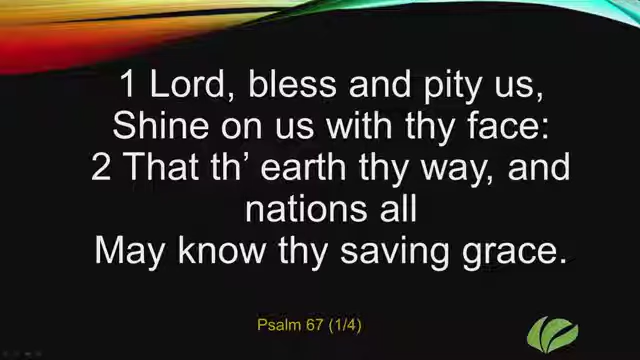 1 Lord, bless and pity us,
Shine on us with thy face:
2 That th’ earth thy way, and
nations all
May know thy saving grace.
Psalm 67 (1/4)